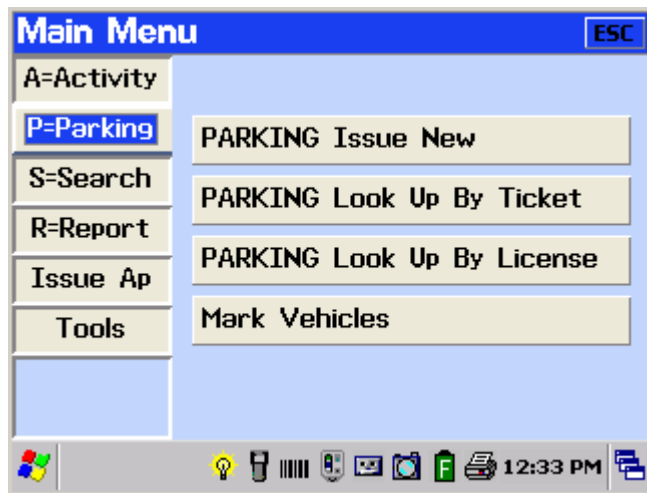 Main Menu
ESC
A=Activity
P=Parking
S=Search
R=Report
Issue Ap
Tools
PARKING Issue New
PARKING Look Up By Ticket
PARKING Look Up By License
Mark Vehicles
F
12:33 PM